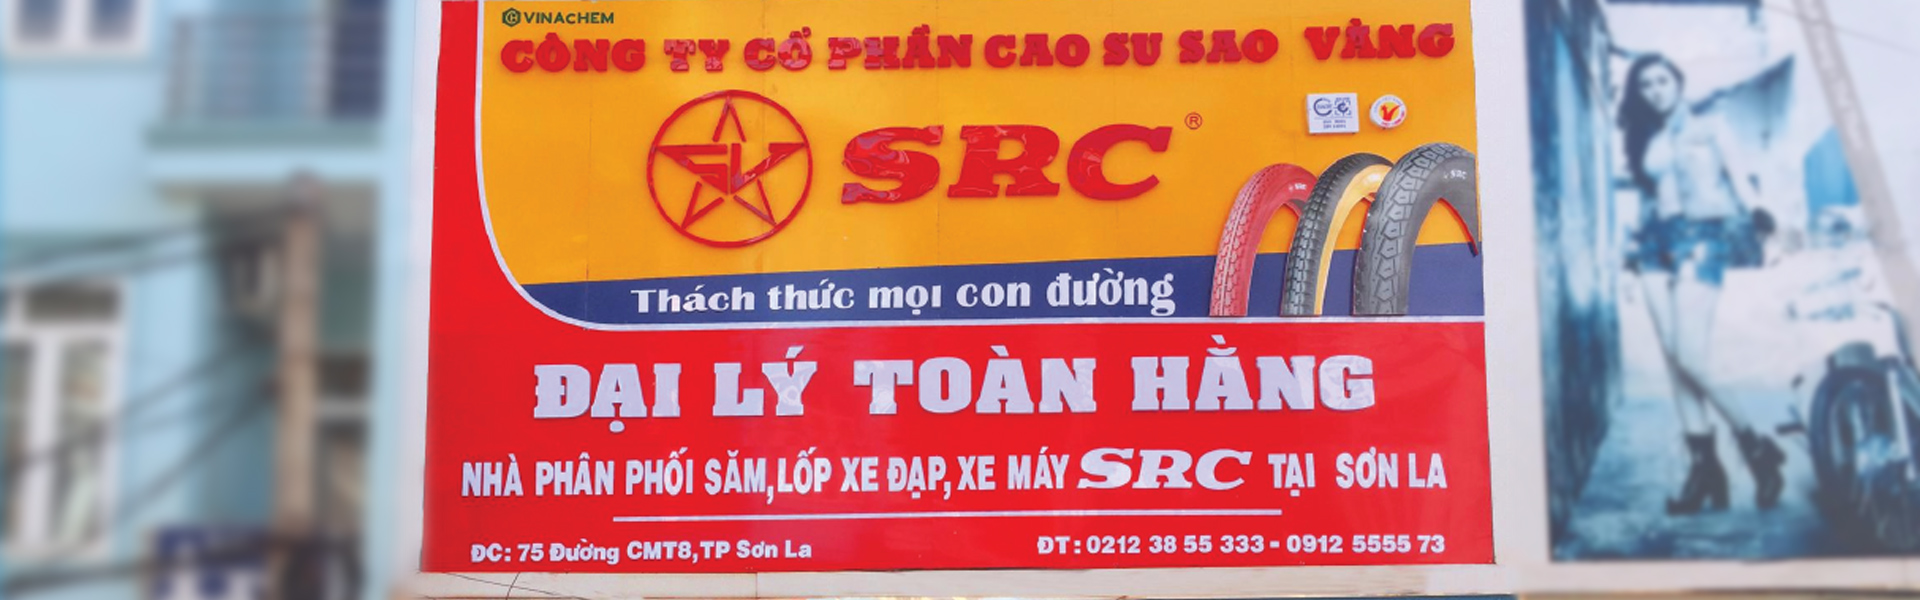 VINACHEM
CÔNG TY CỔ PHẦN CAO SU SAO VÀNG
SRC®
Thách thức mọi con đường
ĐẠI LÝ TOÀN HẰNG
NHÀ PHÂN PHỐI SĂM,LỐP XE ĐẠP,XE MÁY SRC TẠI SƠN LA
ĐC: 75 Đường CMT8,TP Sơn La
ĐT: 0212 38 55 333 - 0912 5555 73